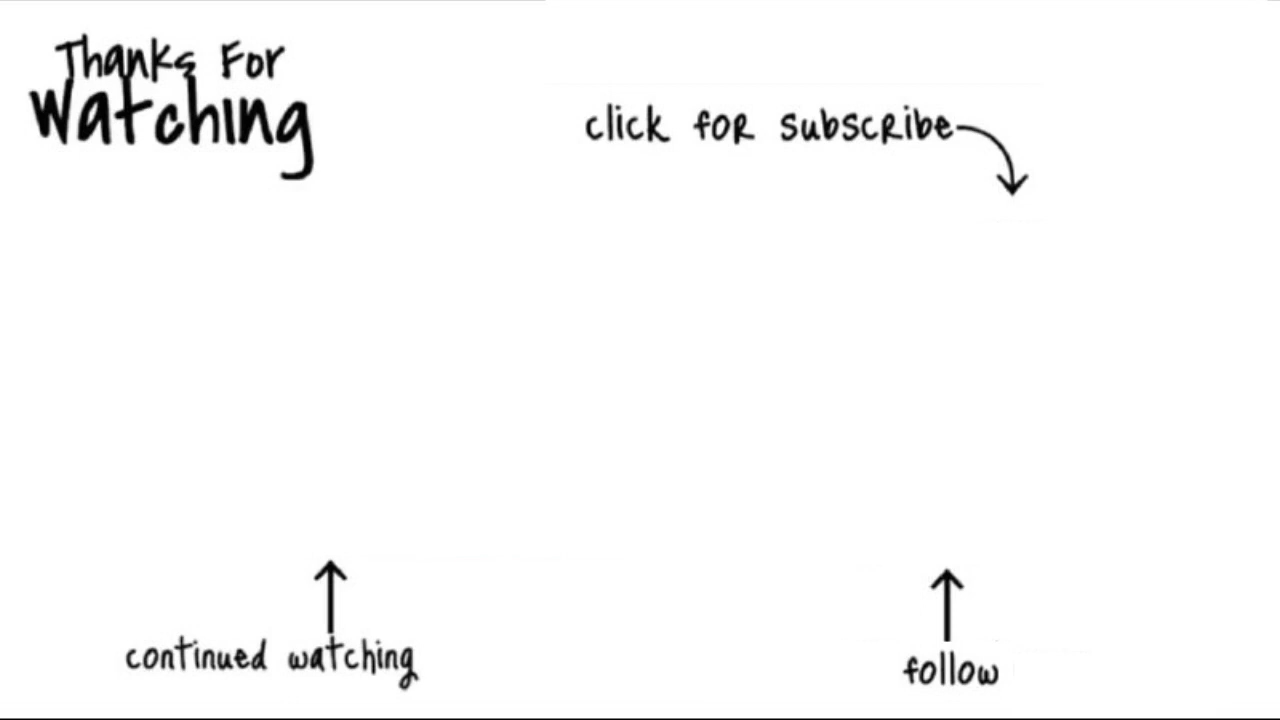 Thanks For
Watching
click for subscribe
continued watching
follow